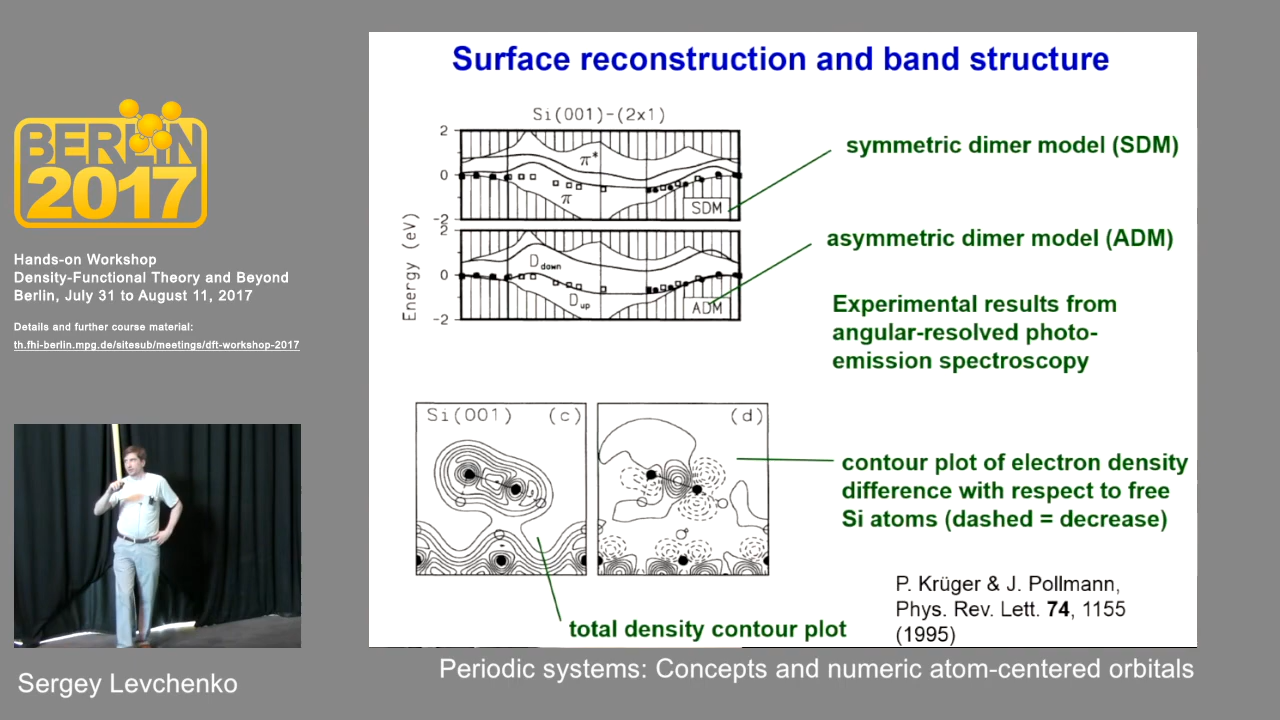 BERLIN
2017
Hands-on Workshop
Density-Functional Theory and Beyond
Berlin, July 31 to August 11, 2017
Details and further course material:
th.fhi-berlin.mpg.de/sitesub/meetings/dft-workshop-2017
Sergey Levchenko
Surface reconstruction and band structure
Si(001)-(2x1)
2
0
-2
π*
π
SDM
2
0
-2
Energy (eV)
D down
D up
ADM
symmetric dimer model (SDM)
asymmetric dimer model (ADM)
Experimental results from
angular-resolved photo-
emission spectroscopy
Si(001) (c)
(d)
contour plot of electron density
difference with respect to free
Si atoms (dashed = decrease)
total density contour plot
P. Krüger & J. Pollmann,
Phys. Rev. Lett. 74, 1155
(1995)
Periodic systems: Concepts and numeric atom-centered orbitals